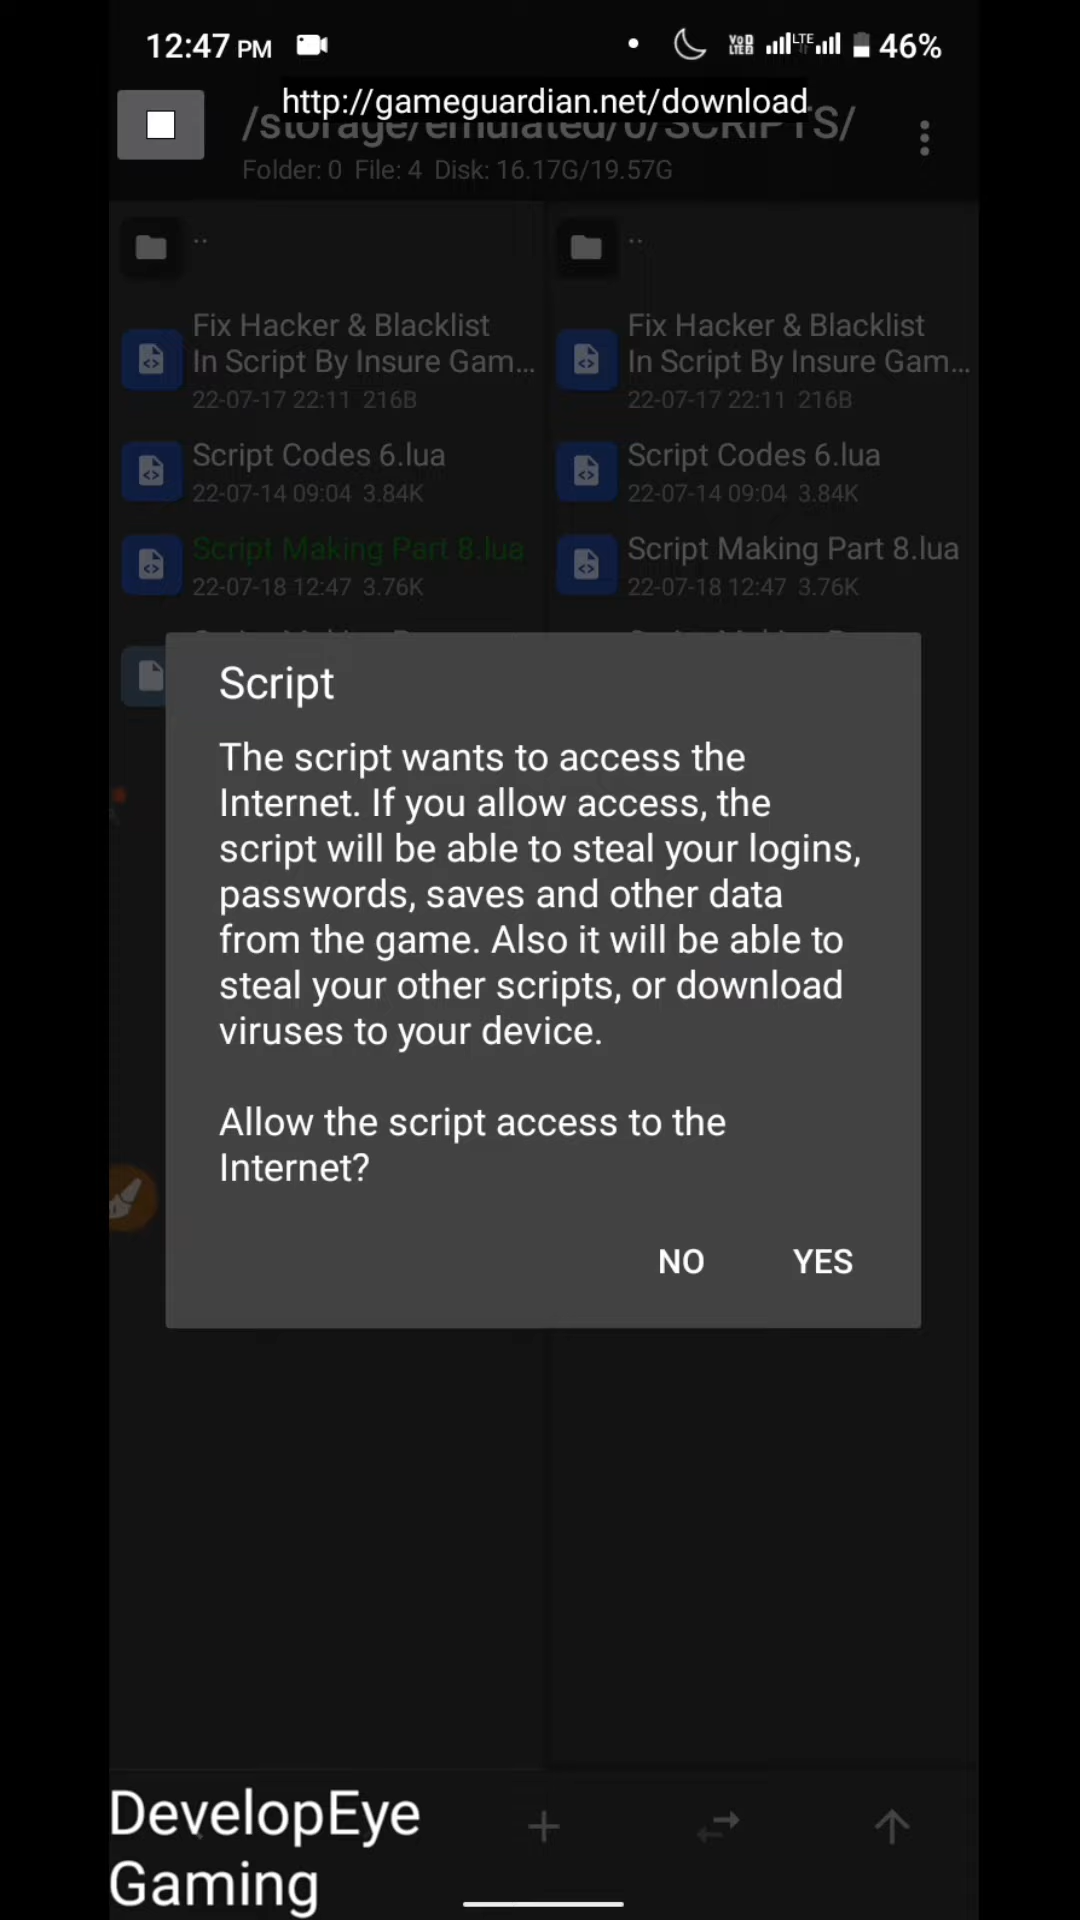 12:47 PM
VoD LTED LTE 46%
http://gameguardian.net/download
/storage/emulated/0/SCRIPTS/
Folder: 0 File: 4 Disk: 16.17G/19.57G
..
Fix Hacker & Blacklist
In Script By Insure Gam...
22-07-17 22:11 216B
Script Codes 6.lua
22-07-14 09:04 3.84K
Script Making Part 8.lua
22-07-18 12:47 3.76K
..
Fix Hacker & Blacklist
In Script By Insure Gam...
22-07-17 22:11 216B
Script Codes 6.lua
22-07-14 09:04 3.84K
Script Making Part 8.lua
22-07-18 12:47 3.76K
Script
The script wants to access the
Internet. If you allow access, the
script will be able to steal your logins,
passwords, saves and other data
from the game. Also it will be able to
steal your other scripts, or download
viruses to your device.
Allow the script access to the
Internet?
NO YES
DevelopEye
Gaming